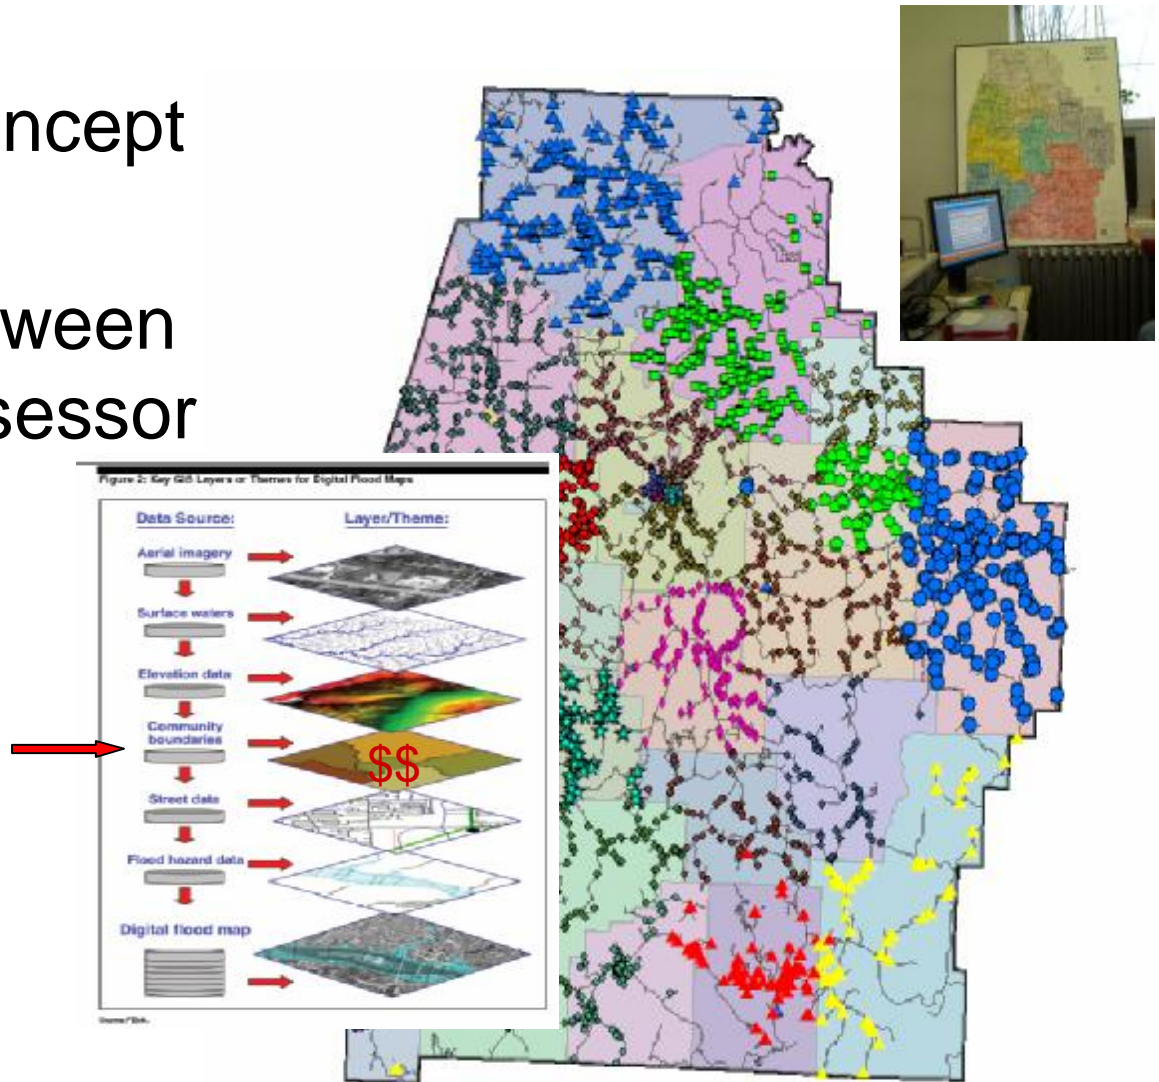 ncept
ween
sessor
Figure 2: Key GIS Layers or Themes for Digital Flood Maps
Data Source:
Layer/Theme:
Aerial imagery
Surface waters
Elevation data
Community
boundaries
$$
Street data
Flood hazard data
Digital flood map